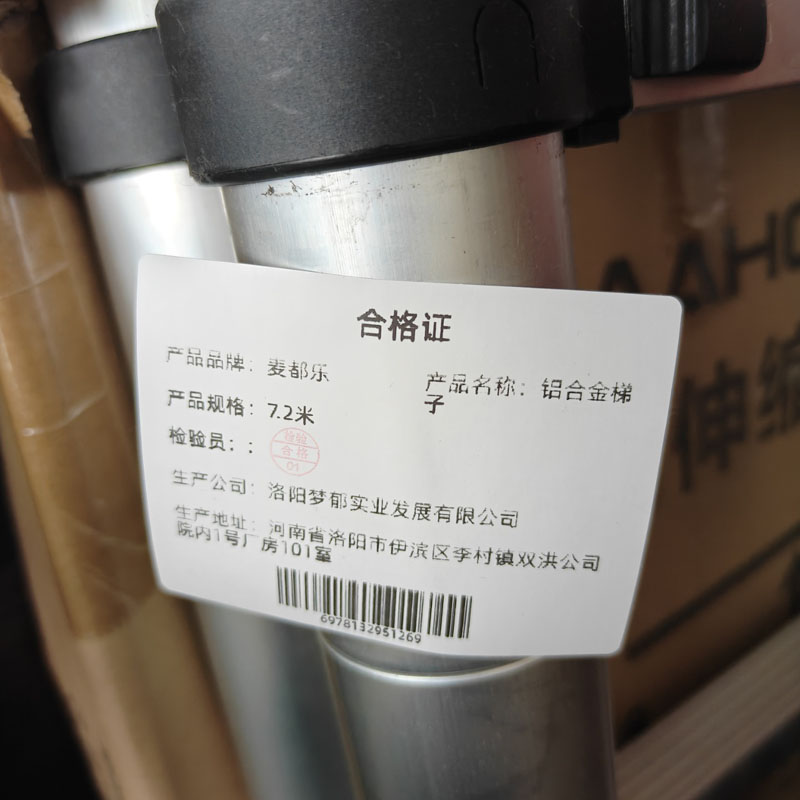 合格证
产品品牌：麦都乐
产品名称：铝合金梯
子
产品规格：7.2米
检验员：：
检验
合格
01
生产公司：洛阳梦郁实业发展有限公司
生产地址：河南省洛阳市伊滨区李村镇双洪公司
院内1号厂房101室
6978132951269
AAHO
伸缩